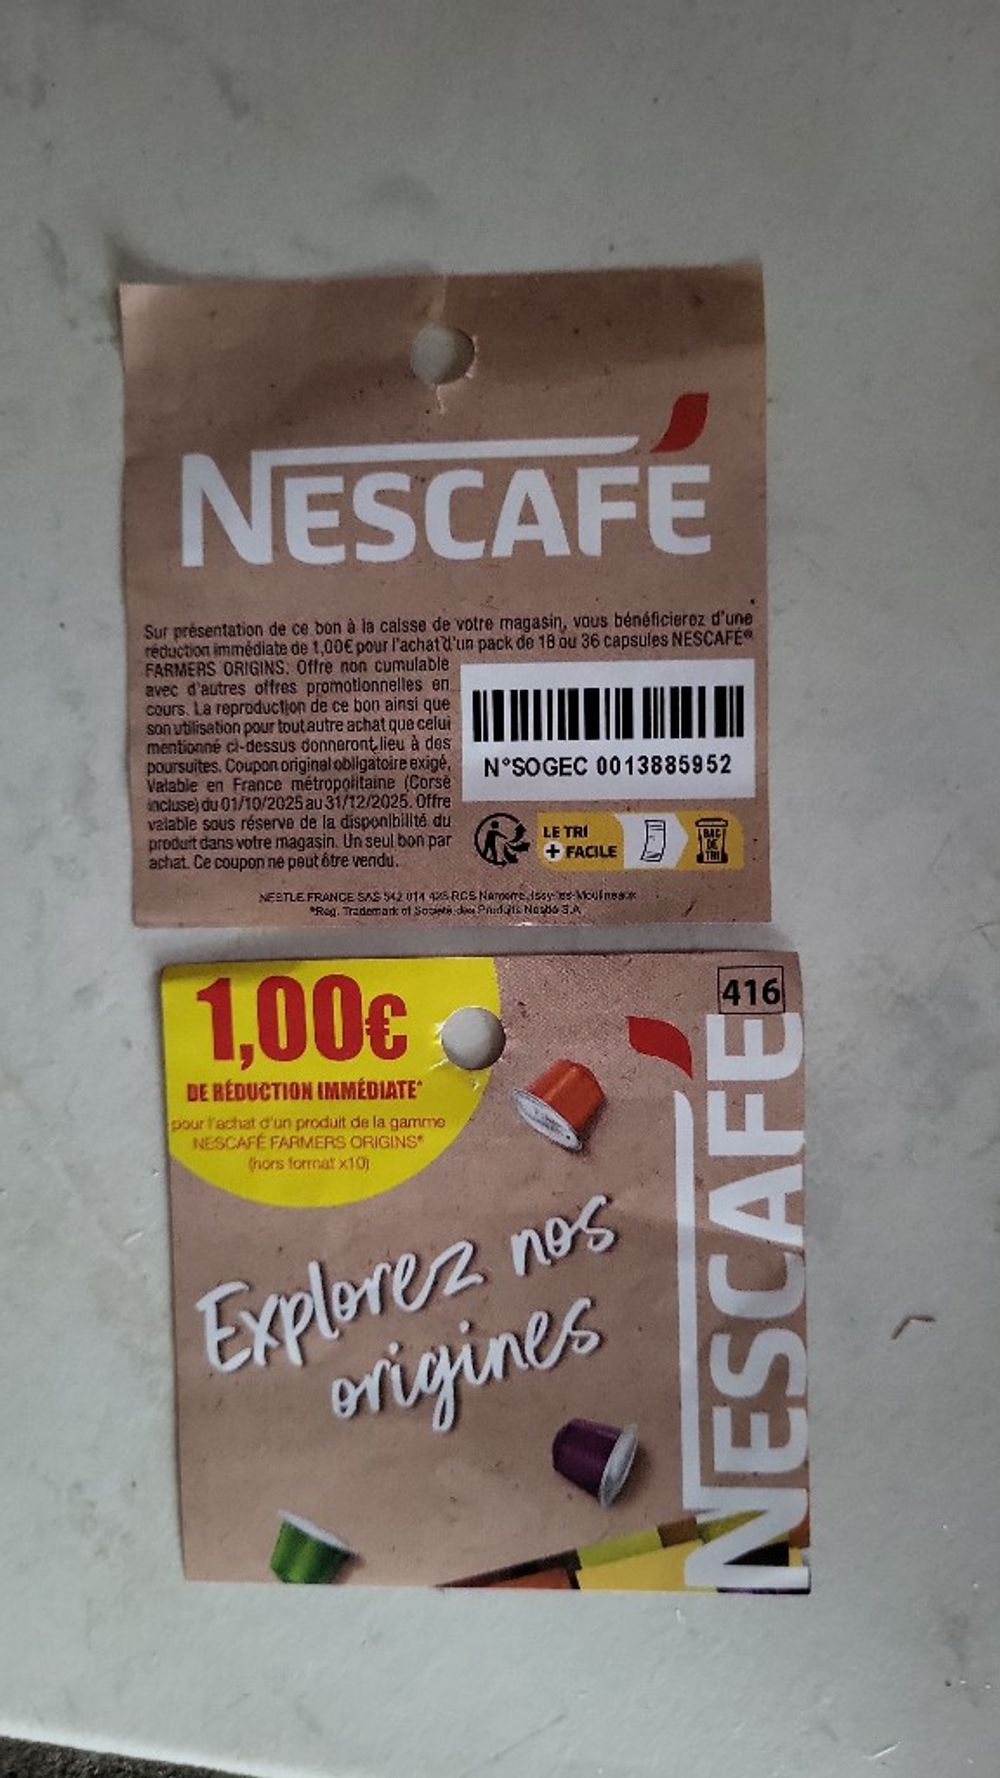 NESCAFÉ
Sur présentation de ce bon à la caisse de votre magasin, vous bénéficierez d'une
réduction immédiate de 1,00€ pour l'achat d'un pack de 18 ou 36 capsules NESCAFÉ®
FARMERS ORIGINS. Offre non cumulable
avec d'autres offres promotionnelles en
cours. La reproduction de ce bon ainsi que
son utilisation pour tout autre achat que celui
mentionné ci-dessus donneront lieu à des
poursuites. Coupon original obligatoire exigé.
Valable en France métropolitaine (Corse
incluse) du 01/10/2025 au 31/12/2025. Offre
valable sous réserve de la disponibilité du
produit dans votre magasin. Un seul bon par
achat. Ce coupon ne peut être vendu.
N°SOGEC 0013885952
LE TRI
+ FACILE
BAC
DE
TRI
NESTLE FRANCE SAS 542 014 428 RCS Nanterre, Issy-les-Moulineaux
®Reg. Trademark of Société des Produits Nestlé S.A
1,00€
DE RÉDUCTION IMMÉDIATE*
pour l'achat d'un produit de la gamme
NESCAFÉ FARMERS ORIGINS®
(hors format x10)
416
NESCAFÉ
Explorez nos
origines